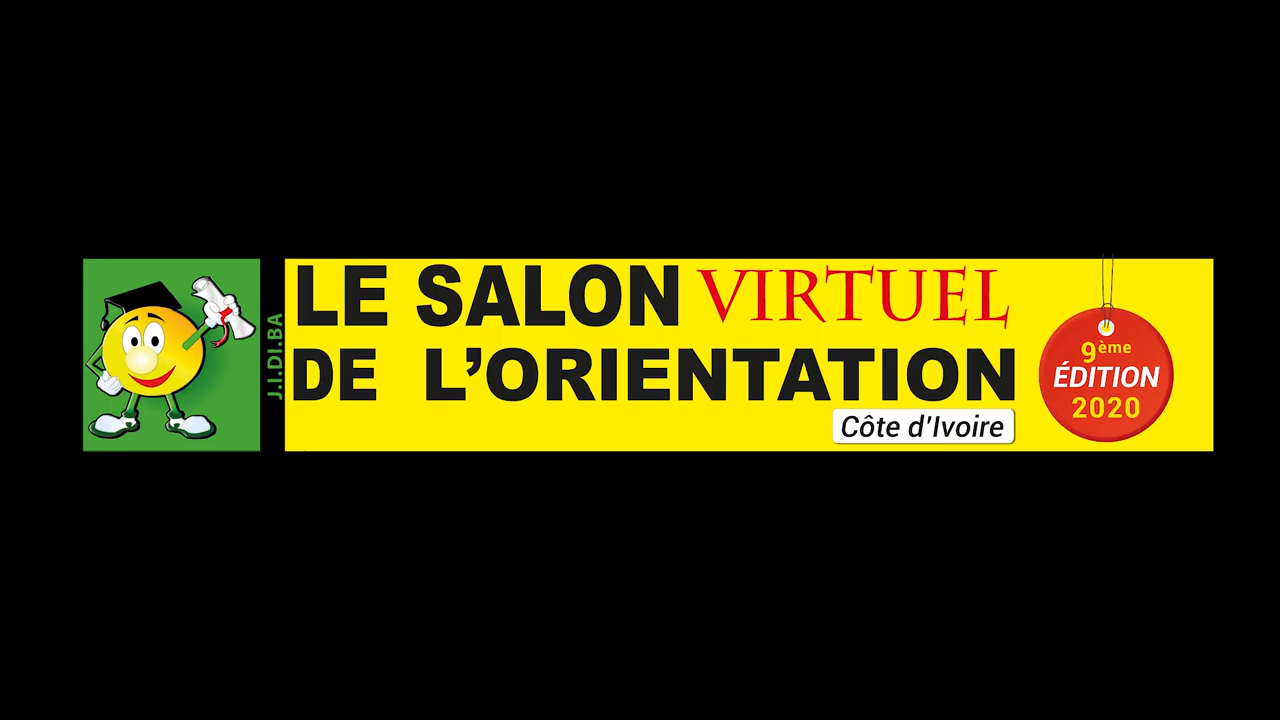 J.I.DI.BA
LE SALON VIRTUEL
DE L’ORIENTATION
Côte d'Ivoire
9ème
ÉDITION
2020